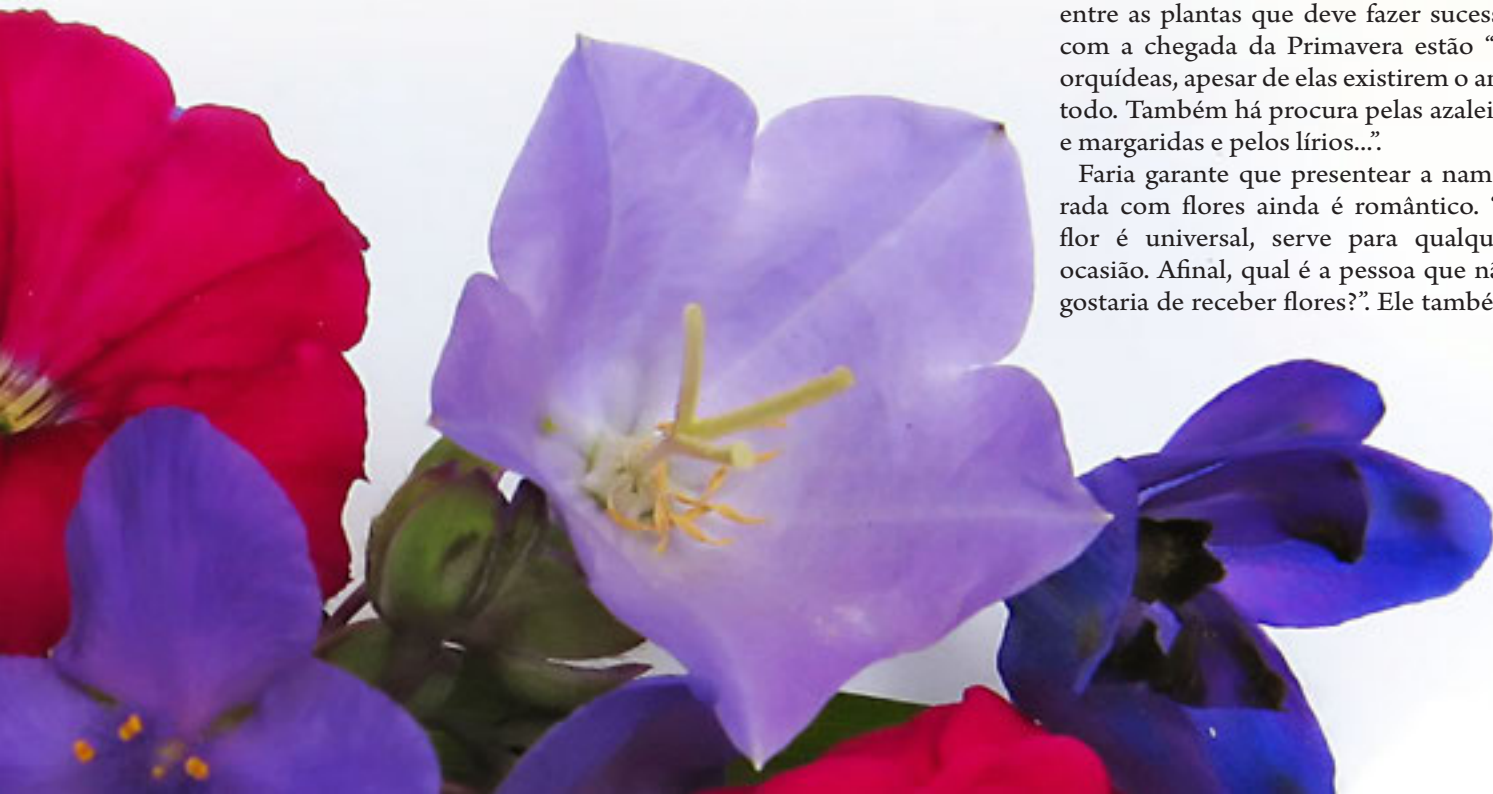 entre as plantas que deve fazer sucess
com a chegada da Primavera estão “
orquídeas, apesar de elas existirem o an
todo. Também há procura pelas azalei
e margaridas e pelos lírios...”.
Faria garante que presentear a nam
rada com flores ainda é romântico. “
flor é universal, serve para qualqu
ocasião. Afinal, qual é a pessoa que nã
gostaria de receber flores?”. Ele també